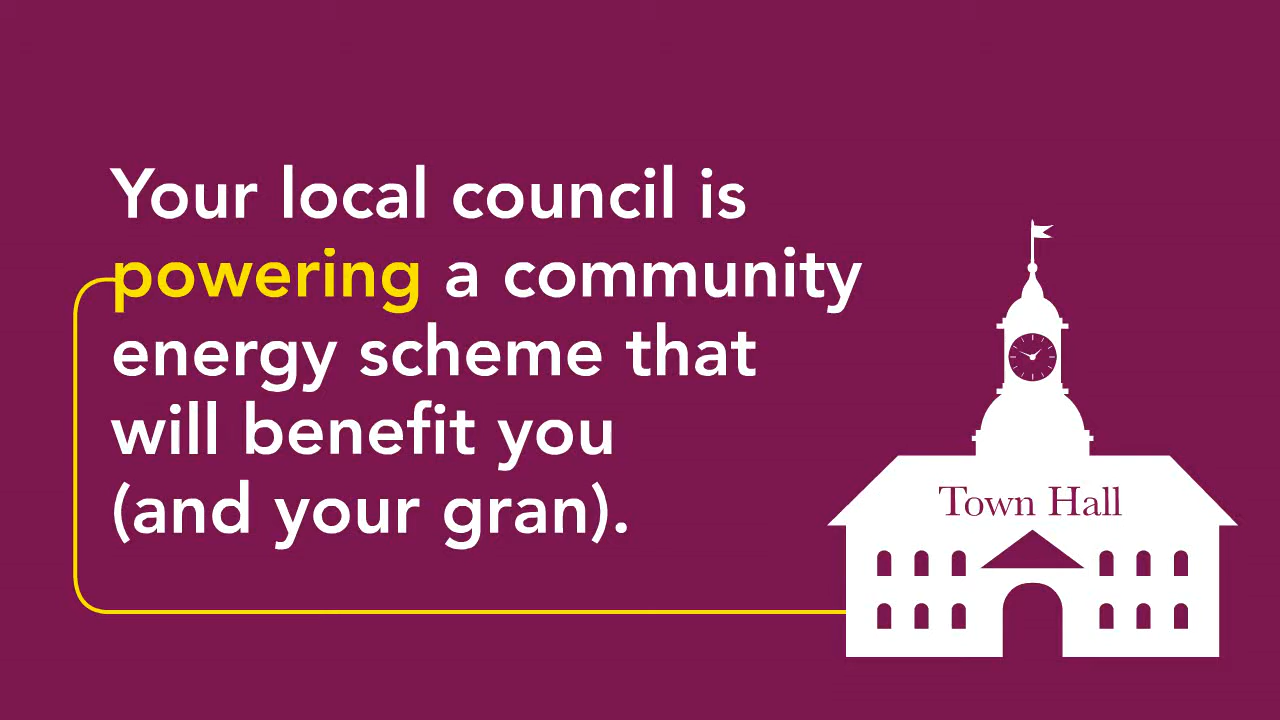 Your local council is
powering a community
energy scheme that
will benefit you
(and your gran).
Town Hall